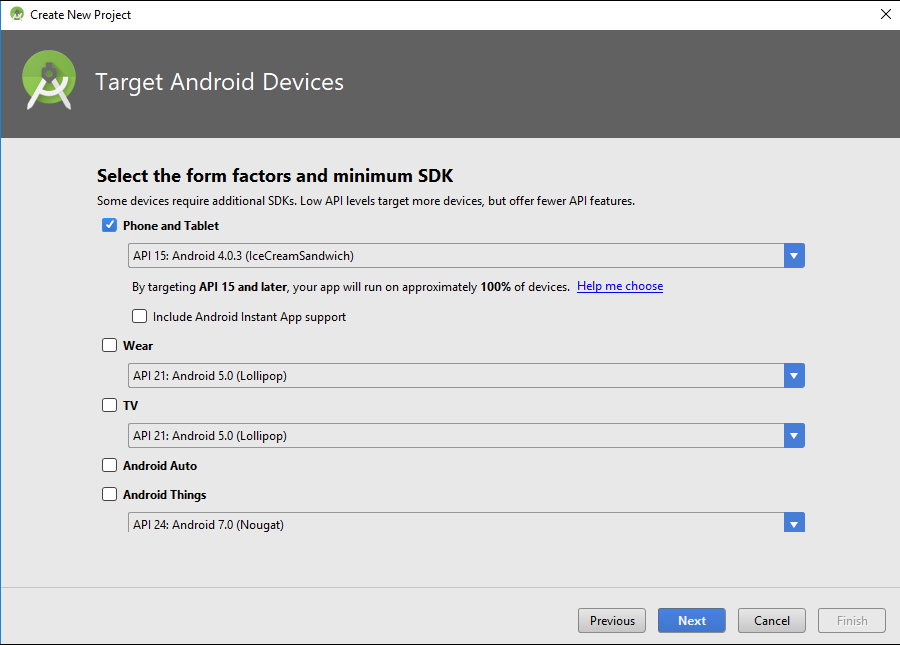 Create New Project
Target Android Devices
Select the form factors and minimum SDK
Some devices require additional SDKs. Low API levels target more devices, but offer fewer API features.
Phone and Tablet
API 15: Android 4.0.3 (IceCreamSandwich)
By targeting API 15 and later, your app will run on approximately 100% of devices. Help me choose
Include Android Instant App support
Wear
API 21: Android 5.0 (Lollipop)
TV
API 21: Android 5.0 (Lollipop)
Android Auto
Android Things
API 24: Android 7.0 (Nougat)
Previous Next Cancel Finish